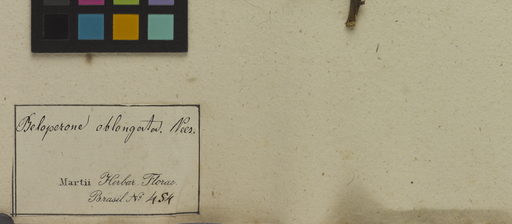 Beloperone oblongata. Nees.
Martii Herbar. Florae
Brasil. No 454